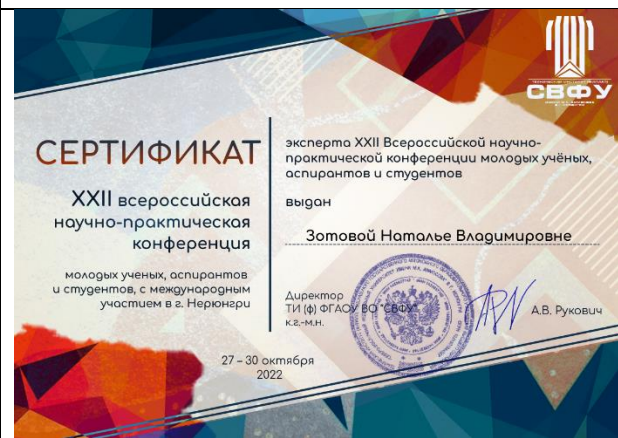 СВФУ
СЕРТИФИКАТ
XXII всероссийская
научно-практическая
конференция
молодых ученых, аспирантов
и студентов, с международным
участием в г. Нерюнгри
эксперта XXII Всероссийской научно-
практической конференции молодых учёных,
аспирантов и студентов
выдан
Зотовой Наталье Владимировне
Директор
ТИ (ф) ФГАОУ ВО "СВФУ"
к.г.-м.н.
А.В. Рукович
27 – 30 октября
2022